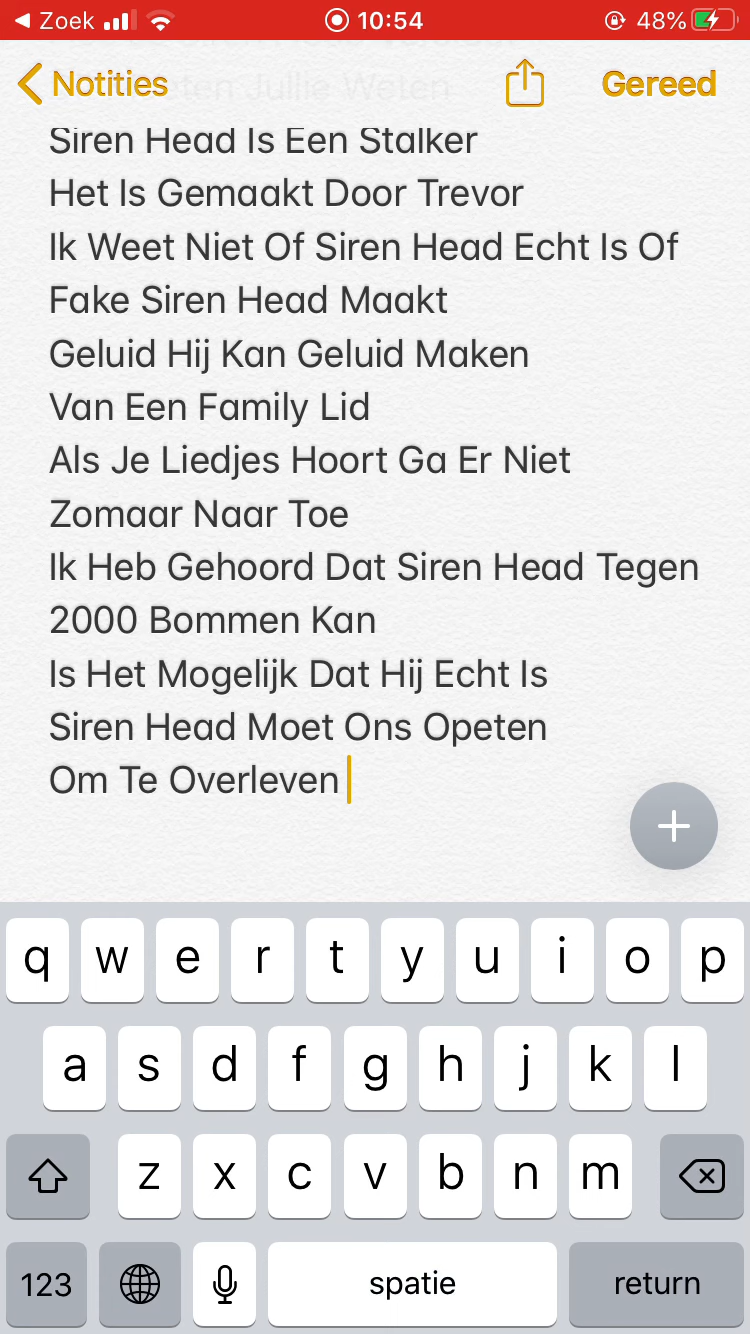 Zoek
10:54
48%
Notities
Gereed
eten Jullie Weten
Siren Head Is Een Stalker
Het Is Gemaakt Door Trevor
Ik Weet Niet Of Siren Head Echt Is Of
Fake Siren Head Maakt
Geluid Hij Kan Geluid Maken
Van Een Family Lid
Als Je Liedjes Hoort Ga Er Niet
Zomaar Naar Toe
Ik Heb Gehoord Dat Siren Head Tegen
2000 Bommen Kan
Is Het Mogelijk Dat Hij Echt Is
Siren Head Moet Ons Opeten
Om Te Overleven
q w e r t y u i o p
a s d f g h j k l
z x c v b n m
123 spatie return